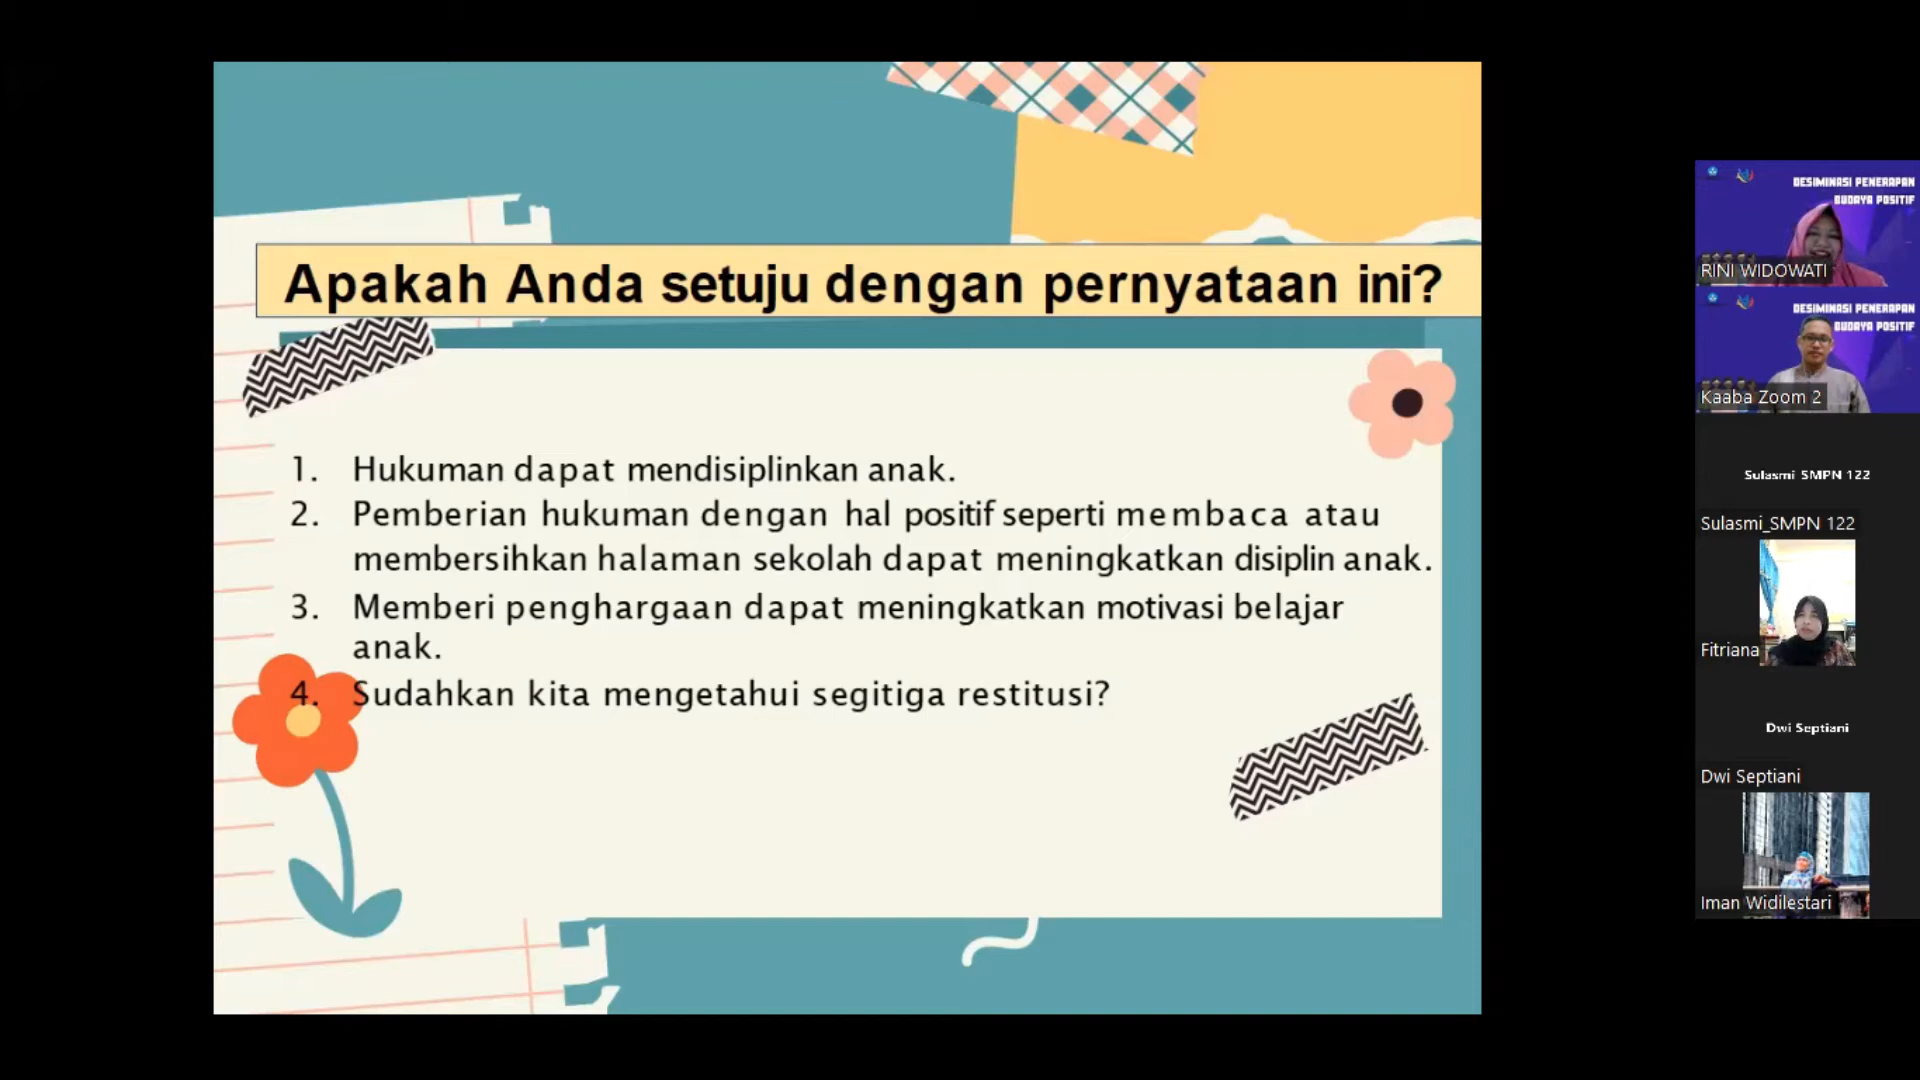 Apakah Anda setuju dengan pernyataan ini?
1. Hukuman dapat mendisiplinkan anak.
2. Pemberian hukuman dengan hal positif seperti membaca atau
membersihkan halaman sekolah dapat meningkatkan disiplin anak.
3. Memberi penghargaan dapat meningkatkan motivasi belajar
anak.
4. Sudahkan kita mengetahui segitiga restitusi?
DESIMINASI PENERAPAN
BUDAYA POSITIF
RINI WIDOWATI
DESIMINASI PENERAPAN
BUDAYA POSITIF
Kaaba Zoom 2
Sulasmi SMPN 122
Sulasmi_SMPN 122
Fitriana
Dwi Septiani
Dwi Septiani
Iman Widilestari